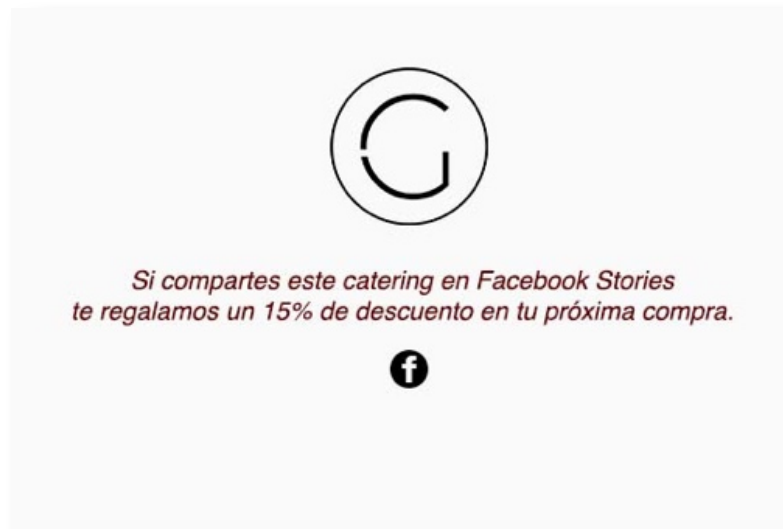 G
Si compartes este catering en Facebook Stories
te regalamos un 15% de descuento en tu próxima compra.
f